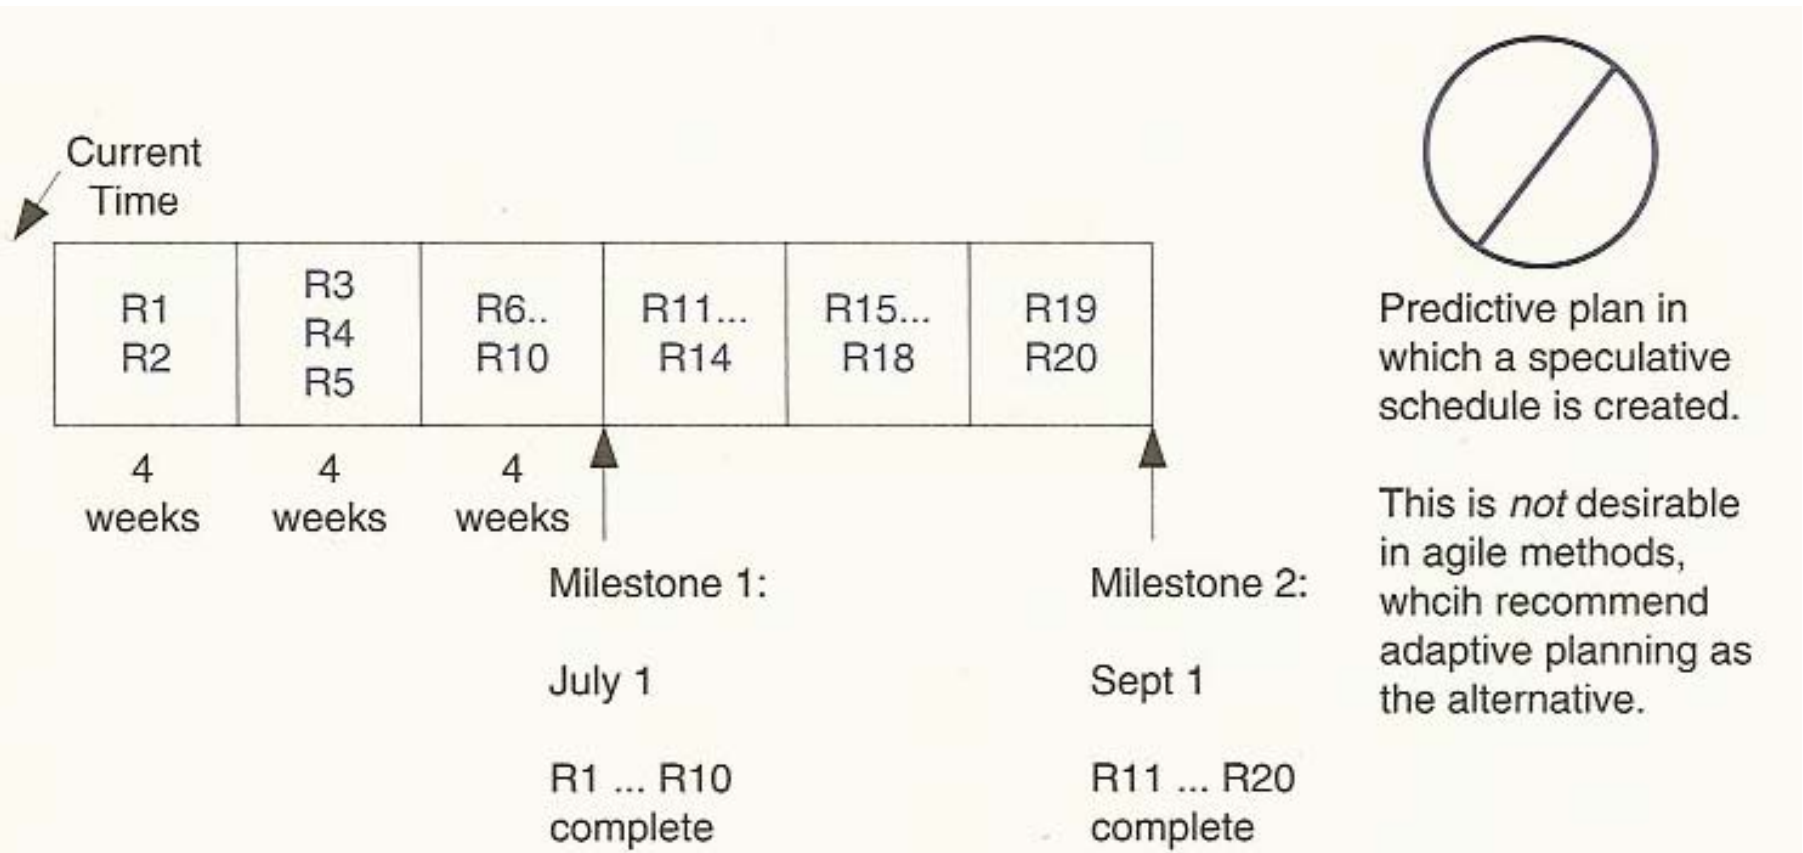 Current
Time
R1
R2
R3
R4
R5
R6..
R10
R11...
R14
R15...
R18
R19
R20
4
weeks
4
weeks
4
weeks
Milestone 1:
July 1
R1 ... R10
complete
Milestone 2:
Sept 1
R11 ... R20
complete
Predictive plan in
which a speculative
schedule is created.
This is not desirable
in agile methods,
whcih recommend
adaptive planning as
the alternative.